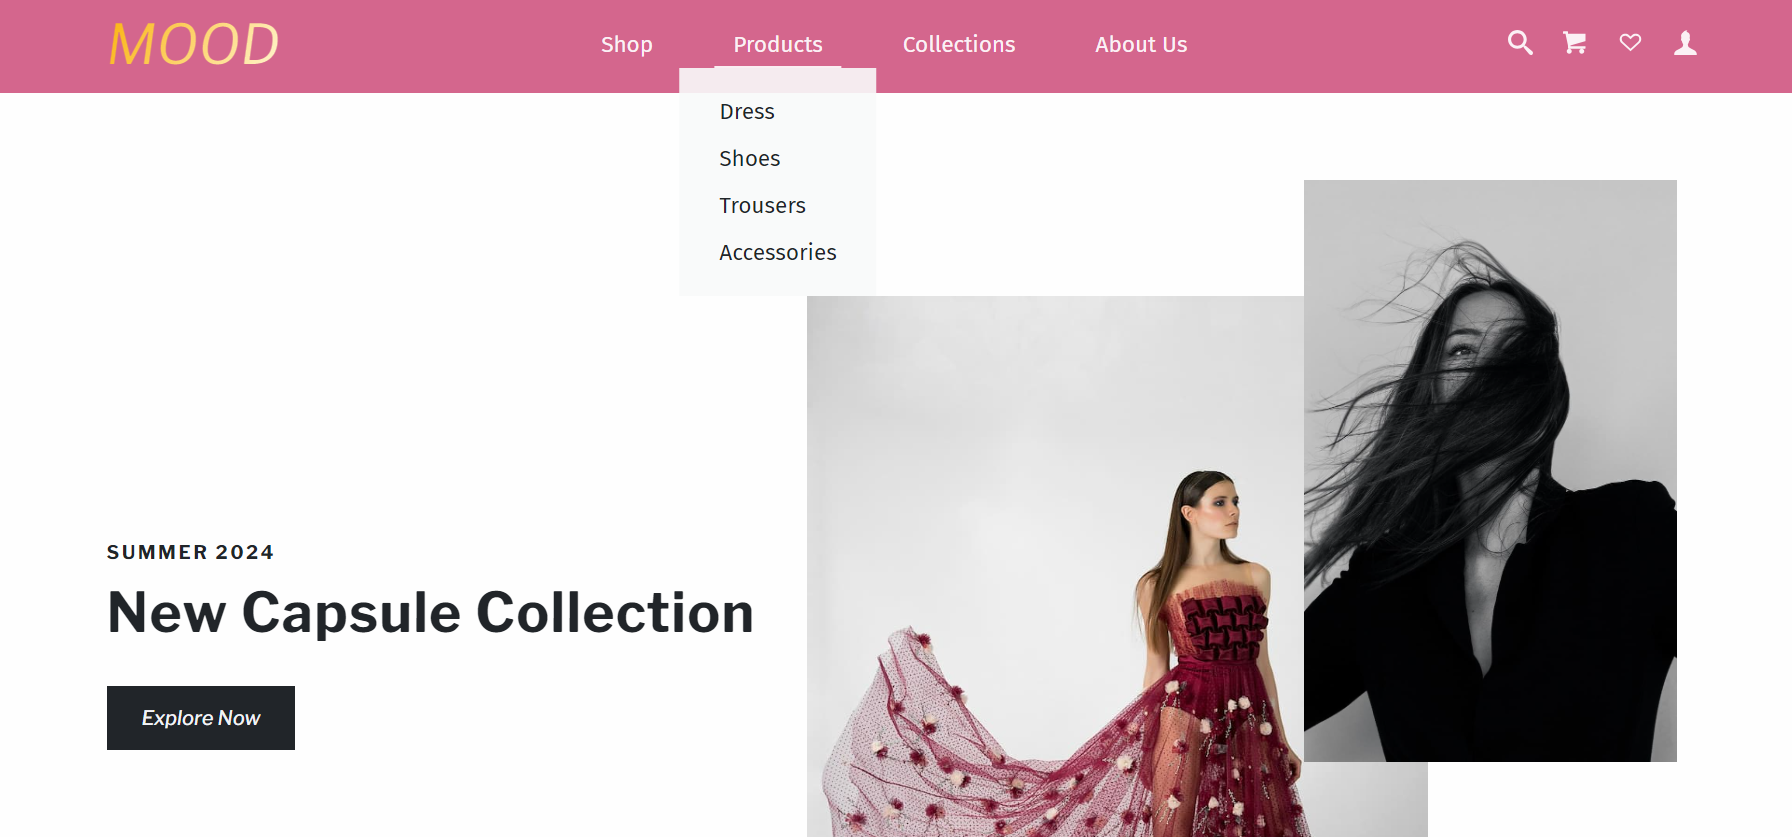 MOOD
Shop Products Collections About Us
Dress
Shoes
Trousers
Accessories
SUMMER 2024
New Capsule Collection
Explore Now